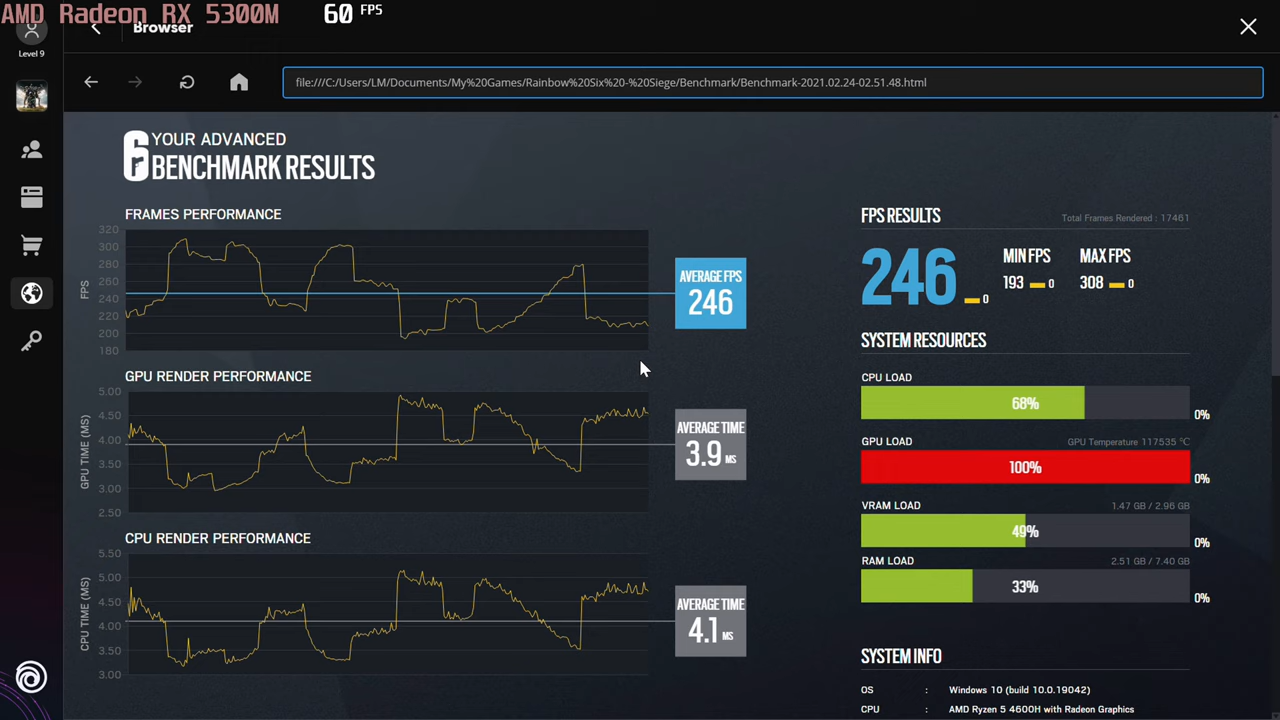 AMD Radeon RX 5300M 60 FPS
Browser
Level 9
file:///C:/Users/LM/Documents/My%20Games/Rainbow%20Six%20-%20Siege/Benchmark/Benchmark-2021.02.24-02.51.48.html
6
YOUR ADVANCED
BENCHMARK RESULTS
FRAMES PERFORMANCE
320
300
280
260
240
220
200
180
FPS
AVERAGE FPS
246
GPU RENDER PERFORMANCE
5.00
4.50
4.00
3.50
3.00
2.50
GPU TIME (MS)
AVERAGE TIME
3.9 MS
CPU RENDER PERFORMANCE
5.50
5.00
4.50
4.00
3.50
3.00
CPU TIME (MS)
AVERAGE TIME
4.1 MS
FPS RESULTS
Total Frames Rendered : 17461
246 0
MIN FPS
193 0
MAX FPS
308 0
SYSTEM RESOURCES
CPU LOAD
68%
0%
GPU LOAD
GPU Temperature 117535 °C
100%
0%
VRAM LOAD
1.47 GB / 2.96 GB
49%
0%
RAM LOAD
2.51 GB / 7.40 GB
33%
0%
SYSTEM INFO
OS : Windows 10 (build 10.0.19042)
CPU : AMD Ryzen 5 4600H with Radeon Graphics